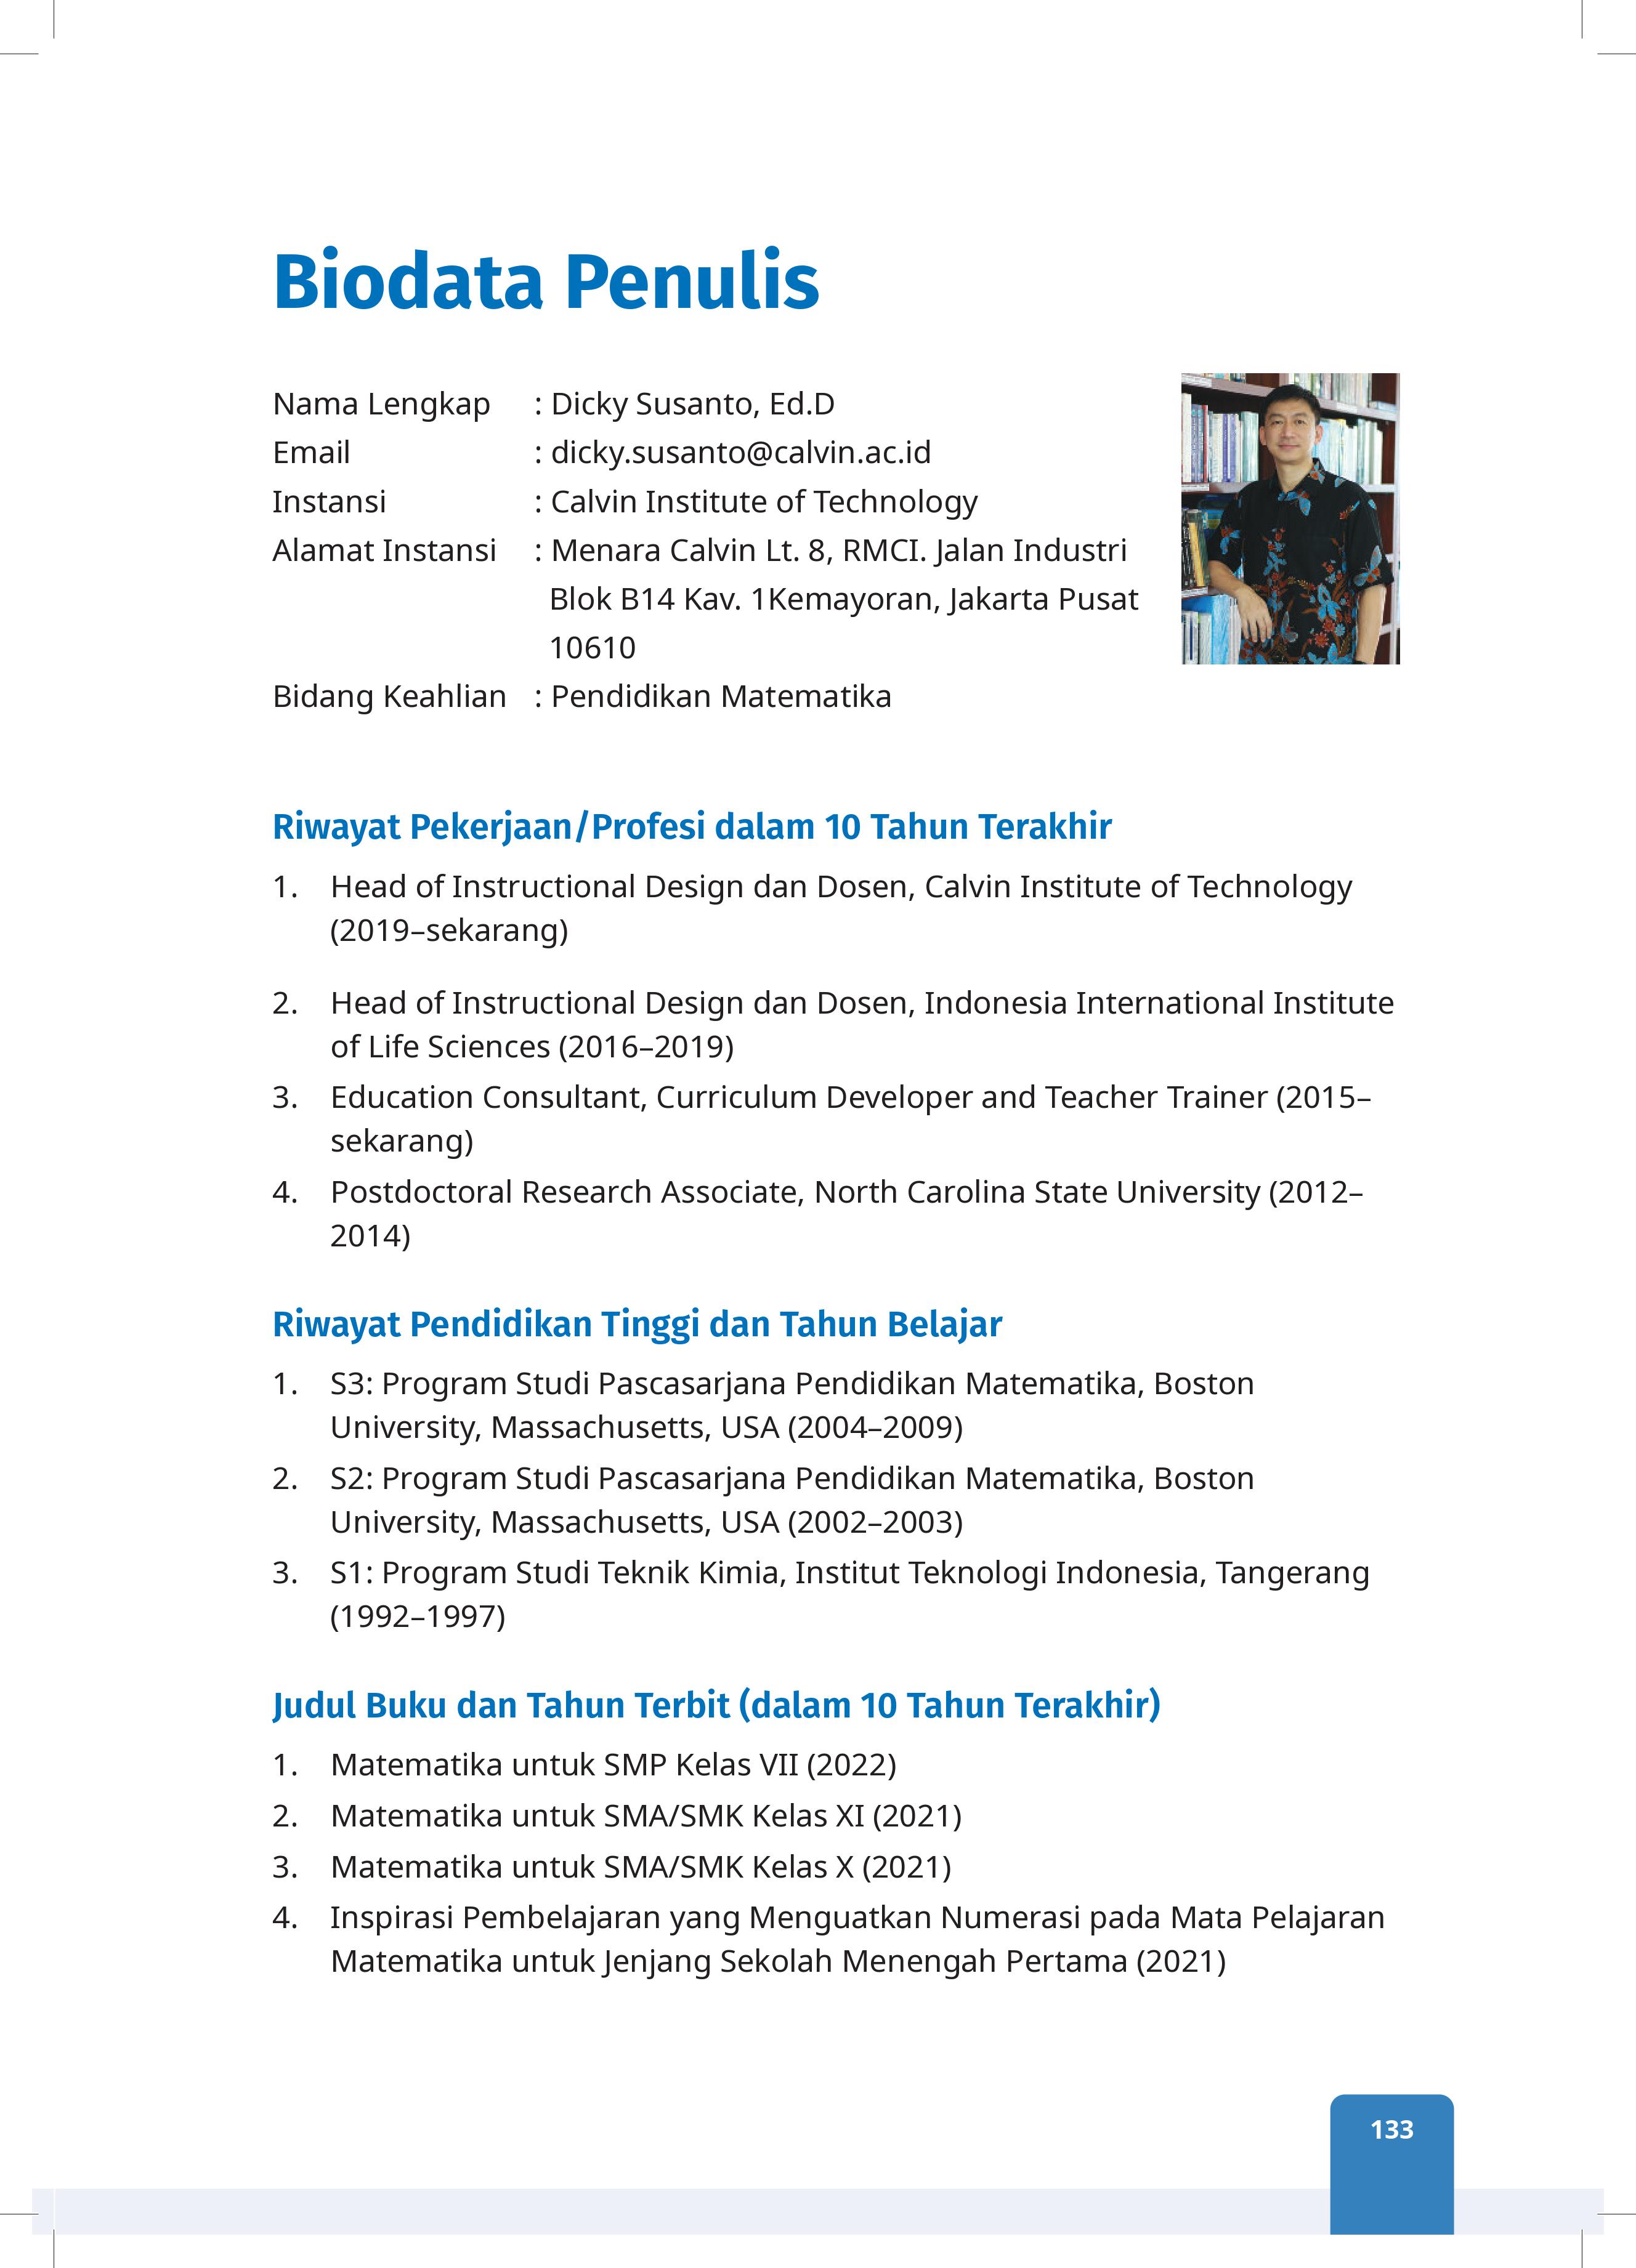 Biodata Penulis
Nama Lengkap : Dicky Susanto, Ed.D
Email : dicky.susanto@calvin.ac.id
Instansi : Calvin Institute of Technology
Alamat Instansi : Menara Calvin Lt. 8, RMCI. Jalan Industri
Blok B14 Kav. 1Kemayoran, Jakarta Pusat
10610
Bidang Keahlian : Pendidikan Matematika
Riwayat Pekerjaan/Profesi dalam 10 Tahun Terakhir
1. Head of Instructional Design dan Dosen, Calvin Institute of Technology
(2019–sekarang)
2. Head of Instructional Design dan Dosen, Indonesia International Institute
of Life Sciences (2016–2019)
3. Education Consultant, Curriculum Developer and Teacher Trainer (2015–
sekarang)
4. Postdoctoral Research Associate, North Carolina State University (2012–
2014)
Riwayat Pendidikan Tinggi dan Tahun Belajar
1. S3: Program Studi Pascasarjana Pendidikan Matematika, Boston
University, Massachusetts, USA (2004–2009)
2. S2: Program Studi Pascasarjana Pendidikan Matematika, Boston
University, Massachusetts, USA (2002–2003)
3. S1: Program Studi Teknik Kimia, Institut Teknologi Indonesia, Tangerang
(1992–1997)
Judul Buku dan Tahun Terbit (dalam 10 Tahun Terakhir)
1. Matematika untuk SMP Kelas VII (2022)
2. Matematika untuk SMA/SMK Kelas XI (2021)
3. Matematika untuk SMA/SMK Kelas X (2021)
4. Inspirasi Pembelajaran yang Menguatkan Numerasi pada Mata Pelajaran
Matematika untuk Jenjang Sekolah Menengah Pertama (2021)
133